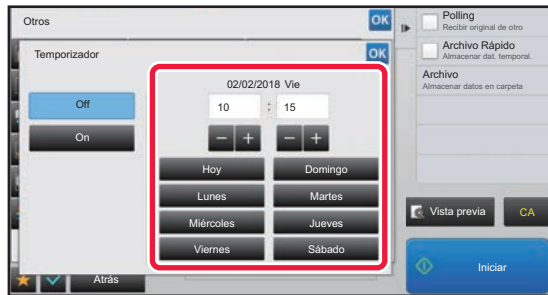 Otros
OK
Temporizador
OK
02/02/2018 Vie
10 : 15
Off
On
− + − +
Hoy Domingo
Lunes Martes
Miércoles Jueves
Viernes Sábado
Atrás
Polling
Recibir original de otro
Archivo Rápido
Almacenar dat. temporal.
Archivo
Almacenar datos en carpeta
Vista previa
CA
Iniciar